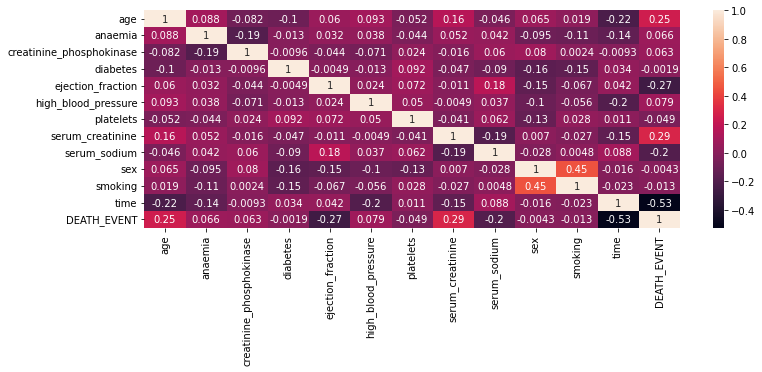 age 1 0.088 -0.082 -0.1 0.06 0.093 -0.052 0.16 -0.046 0.065 0.019 -0.22 0.25
anaemia 0.088 1 -0.19 -0.013 0.032 0.038 -0.044 0.052 0.042 -0.095 -0.11 -0.14 0.066
creatinine_phosphokinase -0.082 -0.19 1 -0.0096 -0.044 -0.071 0.024 -0.016 0.06 0.08 0.0024 -0.0093 0.063
diabetes -0.1 -0.013 -0.0096 1 -0.0049 -0.013 0.092 -0.047 -0.09 -0.16 -0.15 0.034 -0.0019
ejection_fraction 0.06 0.032 -0.044 -0.0049 1 0.024 0.072 -0.011 0.18 -0.15 -0.067 0.042 -0.27
high_blood_pressure 0.093 0.038 -0.071 -0.013 0.024 1 0.05 -0.0049 0.037 -0.1 -0.056 -0.2 0.079
platelets -0.052 -0.044 0.024 0.092 0.072 0.05 1 -0.041 0.062 -0.13 0.028 0.011 -0.049
serum_creatinine 0.16 0.052 -0.016 -0.047 -0.011 -0.0049 -0.041 1 -0.19 0.007 -0.027 -0.15 0.29
serum_sodium -0.046 0.042 0.06 -0.09 0.18 0.037 0.062 -0.19 1 -0.028 0.0048 0.088 -0.2
sex 0.065 -0.095 0.08 -0.16 -0.15 -0.1 -0.13 0.007 -0.028 1 0.45 -0.016 -0.0043
smoking 0.019 -0.11 0.0024 -0.15 -0.067 -0.056 0.028 -0.027 0.0048 0.45 1 -0.023 -0.013
time -0.22 -0.14 -0.0093 0.034 0.042 -0.2 0.011 -0.15 0.088 -0.016 -0.023 1 -0.53
DEATH_EVENT 0.25 0.066 0.063 -0.0019 -0.27 0.079 -0.049 0.29 -0.2 -0.0043 -0.013 -0.53 1
age
anaemia
creatinine_phosphokinase
diabetes
ejection_fraction
high_blood_pressure
platelets
serum_creatinine
serum_sodium
sex
smoking
time
DEATH_EVENT
1.0
0.8
0.6
0.4
0.2
0.0
−0.2
−0.4